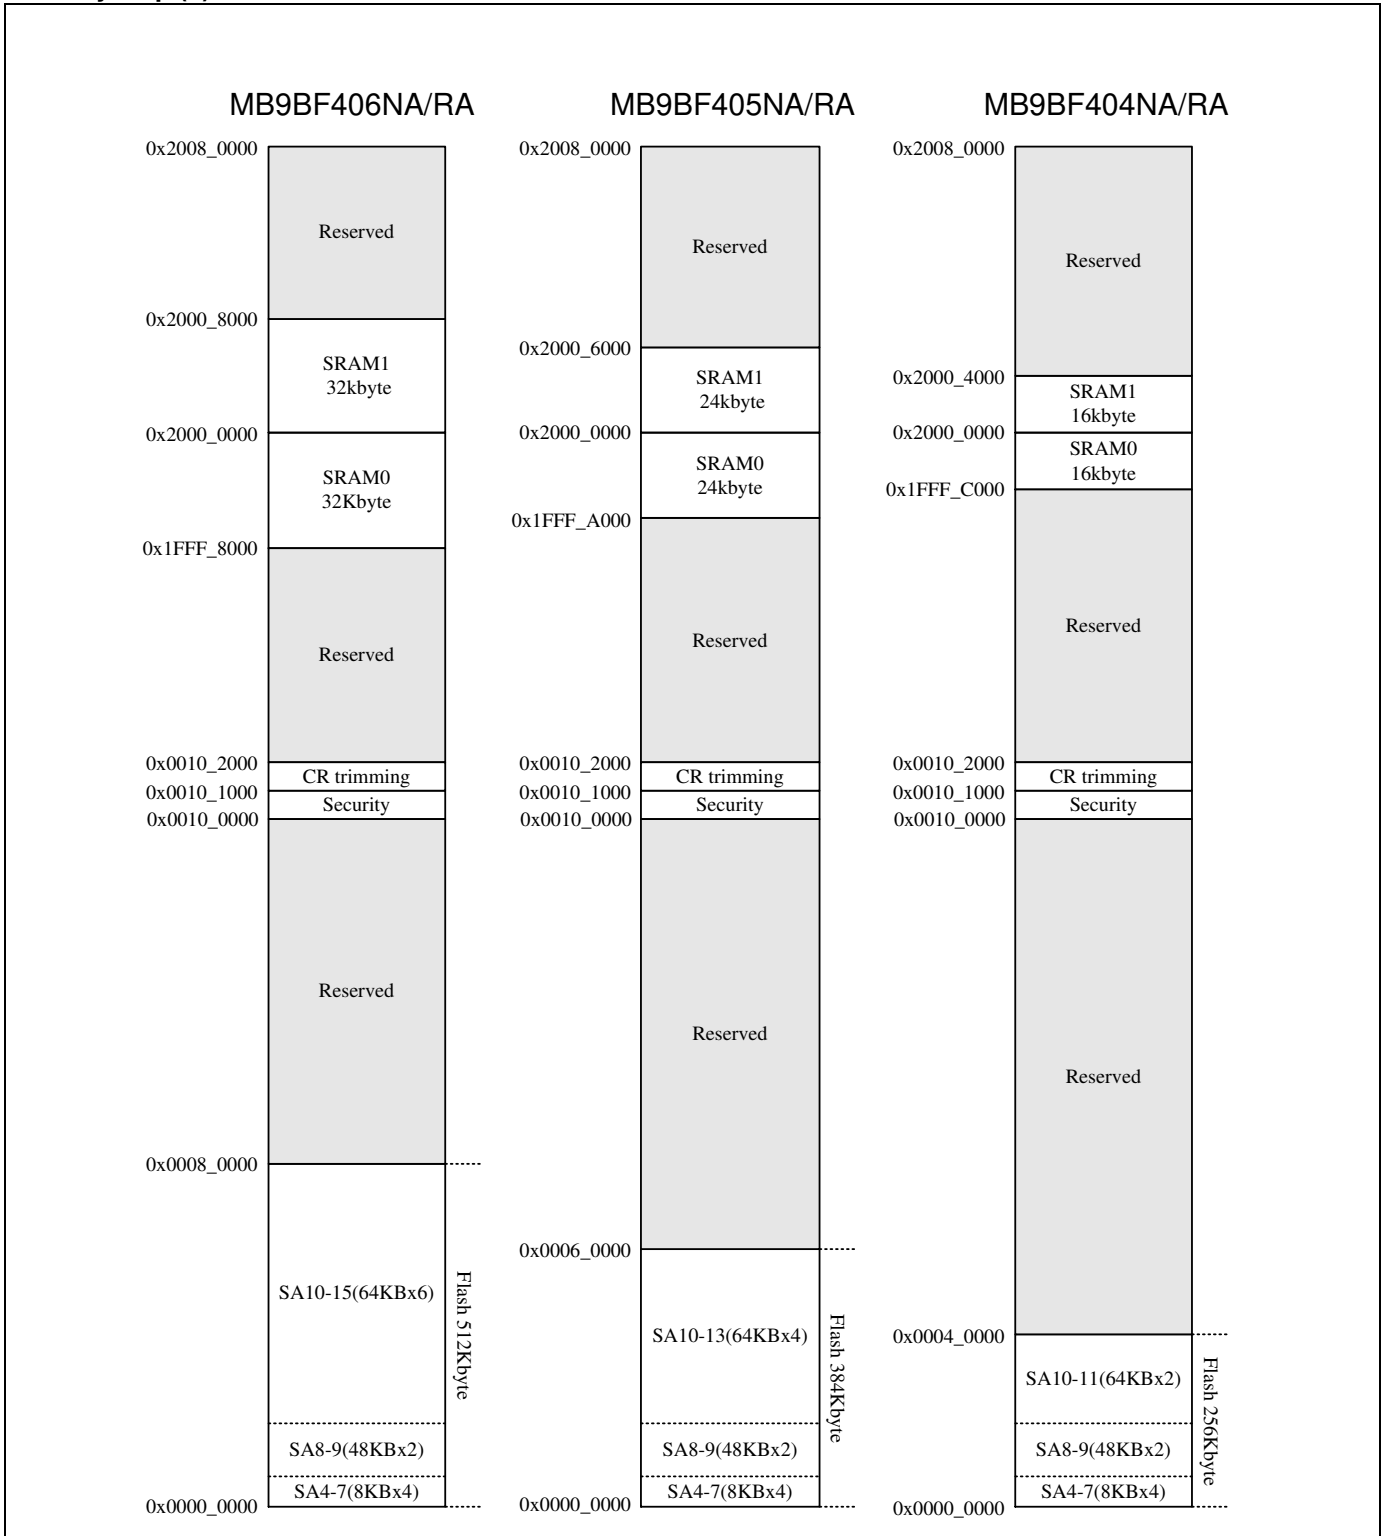 MB9BF406NA/RA
0x2008_0000
Reserved
0x2000_8000
SRAM1
32kbyte
0x2000_0000
SRAM0
32Kbyte
0x1FFF_8000
Reserved
0x0010_2000
CR trimming
0x0010_1000
Security
0x0010_0000
Reserved
0x0008_0000
SA10-15(64KBx6)
Flash 512Kbyte
SA8-9(48KBx2)
SA4-7(8KBx4)
0x0000_0000
MB9BF405NA/RA
0x2008_0000
Reserved
0x2000_6000
SRAM1
24kbyte
0x2000_0000
SRAM0
24kbyte
0x1FFF_A000
Reserved
0x0010_2000
CR trimming
0x0010_1000
Security
0x0010_0000
Reserved
0x0006_0000
SA10-13(64KBx4)
Flash 384Kbyte
SA8-9(48KBx2)
SA4-7(8KBx4)
0x0000_0000
MB9BF404NA/RA
0x2008_0000
Reserved
0x2000_4000
SRAM1
16kbyte
0x2000_0000
SRAM0
16kbyte
0x1FFF_C000
Reserved
0x0010_2000
CR trimming
0x0010_1000
Security
0x0010_0000
Reserved
0x0004_0000
SA10-11(64KBx2)
Flash 256Kbyte
SA8-9(48KBx2)
SA4-7(8KBx4)
0x0000_0000